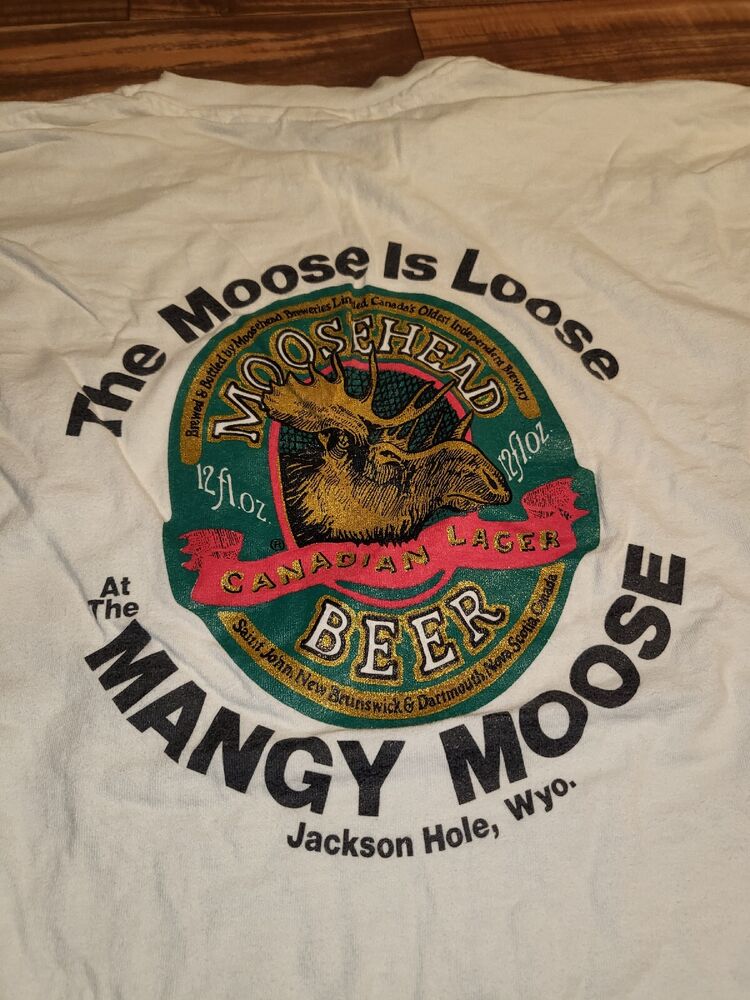 The Moose Is Loose
Brewed & Bottled by Moosehead Breweries Limited, Canada's Oldest Independent Brewery
MOOSEHEAD
12 fl. oz.
12 fl. oz.
®
CANADIAN LAGER
BEER
Saint John, New Brunswick & Dartmouth, Nova Scotia, Canada
At
The
MANGY MOOSE
Jackson Hole, Wyo.